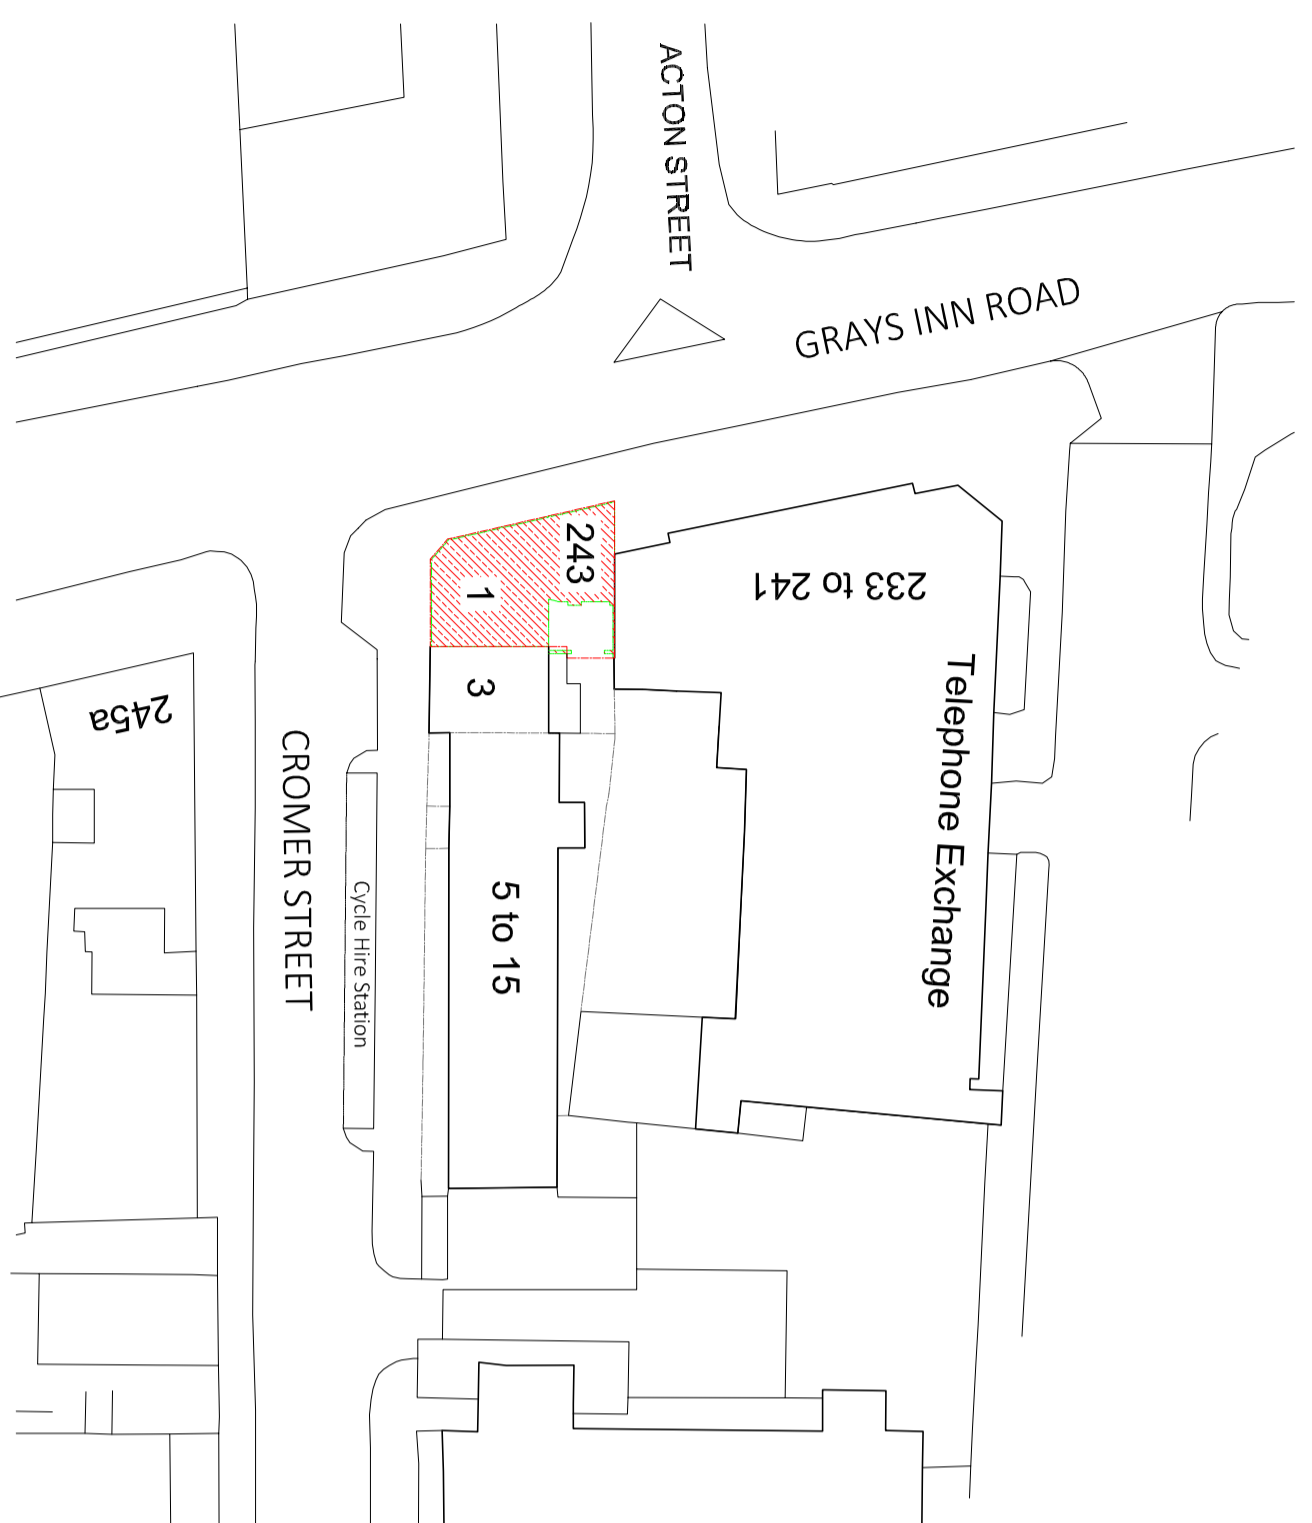 ACTON STREET
GRAYS INN ROAD
243
1
233 to 241
3
245a
Telephone Exchange
CROMER STREET
Cycle Hire Station
5 to 15